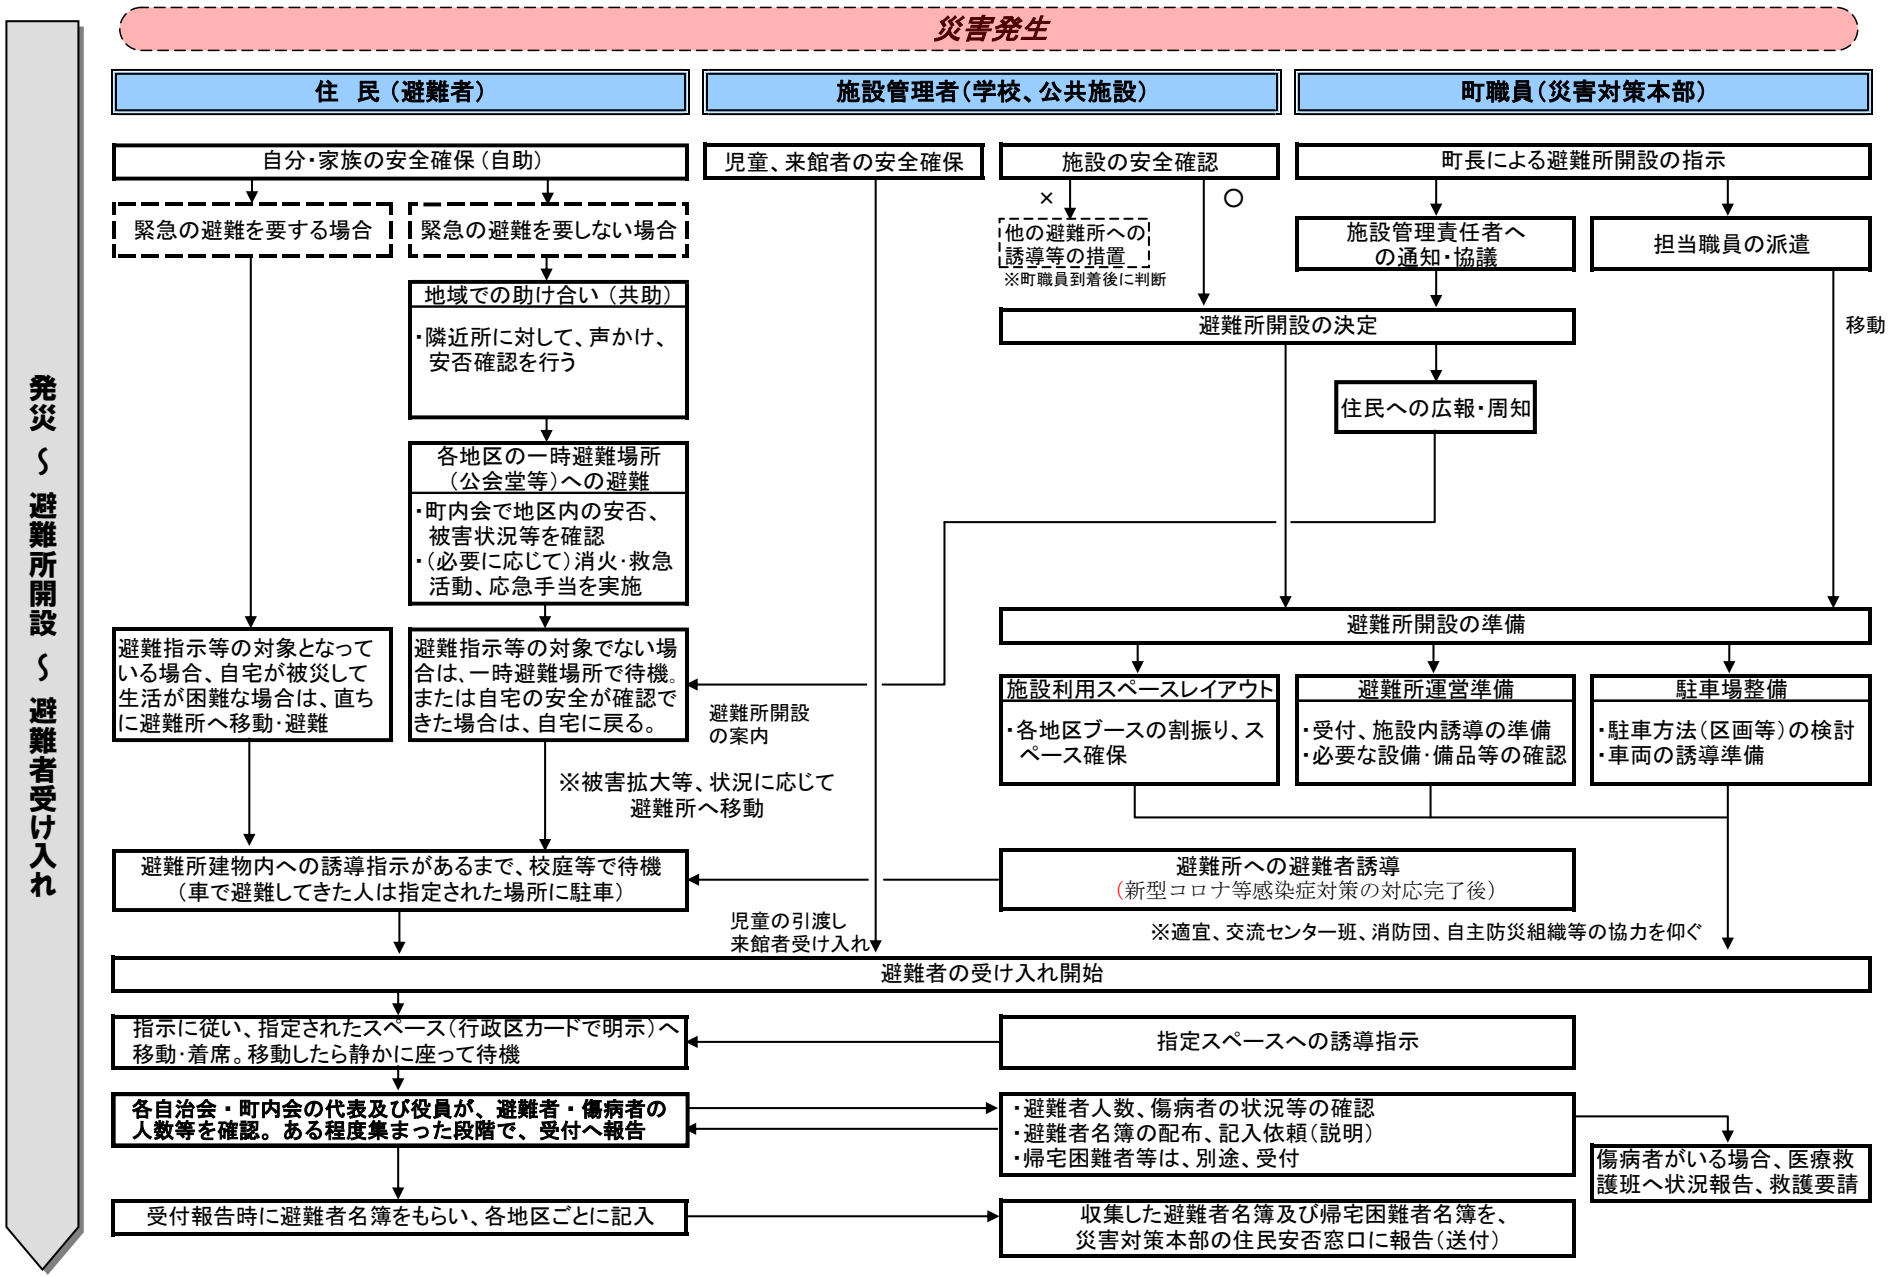 災害発生
発災 ～ 避難所開設 ～ 避難者受け入れ
住　民（避難者）
施設管理者（学校、公共施設）
町職員（災害対策本部）
自分・家族の安全確保（自助）
児童、来館者の安全確保
施設の安全確認
町長による避難所開設の指示
×
○
緊急の避難を要する場合
緊急の避難を要しない場合
他の避難所への
誘導等の措置
※町職員到着後に判断
施設管理責任者へ
の通知・協議
担当職員の派遣
地域での助け合い（共助）
・隣近所に対して、声かけ、
安否確認を行う
避難所開設の決定
移動
住民への広報・周知
各地区の一時避難場所
（公会堂等）への避難
・町内会で地区内の安否、
被害状況等を確認
・（必要に応じて）消火・救急
活動、応急手当を実施
避難所開設の準備
避難指示等の対象となって
いる場合、自宅が被災して
生活が困難な場合は、直ち
に避難所へ移動・避難
避難指示等の対象でない場
合は、一時避難場所で待機。
または自宅の安全が確認で
きた場合は、自宅に戻る。
避難所開設
の案内
施設利用スペースレイアウト
・各地区ブースの割振り、ス
ペース確保
避難所運営準備
・受付、施設内誘導の準備
・必要な設備・備品等の確認
駐車場整備
・駐車方法（区画等）の検討
・車両の誘導準備
※被害拡大等、状況に応じて
避難所へ移動
避難所建物内への誘導指示があるまで、校庭等で待機
（車で避難してきた人は指定された場所に駐車）
避難所への避難者誘導
（新型コロナ等感染症対策の対応完了後）
児童の引渡し
来館者受け入れ
※適宜、交流センター班、消防団、自主防災組織等の協力を仰ぐ
避難者の受け入れ開始
指示に従い、指定されたスペース（行政区カードで明示）へ
移動・着席。移動したら静かに座って待機
指定スペースへの誘導指示
各自治会・町内会の代表及び役員が、避難者・傷病者の
人数等を確認。ある程度集まった段階で、受付へ報告
・避難者人数、傷病者の状況等の確認
・避難者名簿の配布、記入依頼（説明）
・帰宅困難者等は、別途、受付
傷病者がいる場合、医療救
護班へ状況報告、救護要請
受付報告時に避難者名簿をもらい、各地区ごとに記入
収集した避難者名簿及び帰宅困難者名簿を、
災害対策本部の住民安否窓口に報告（送付）